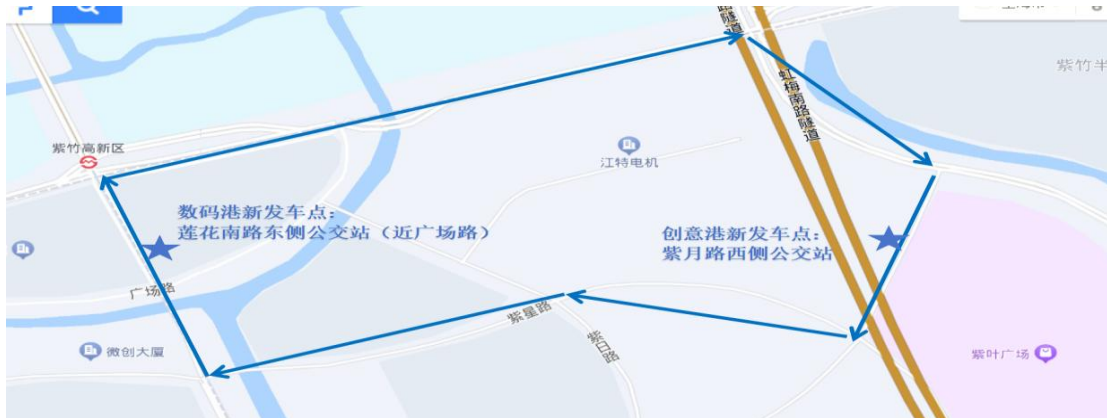 隧道
虹梅南路隧道
紫竹半
紫竹高新区
江特电机
数码港新发车点：
莲花南路东侧公交站（近广场路）
创意港新发车点：
紫月路西侧公交站
广场路
紫星路
紫日路
微创大厦
紫叶广场